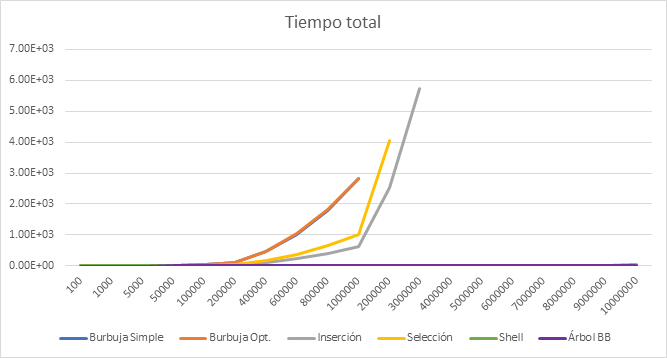 Tiempo total
7.00E+03
6.00E+03
5.00E+03
4.00E+03
3.00E+03
2.00E+03
1.00E+03
0.00E+00
100
1000
5000
50000
100000
200000
400000
600000
800000
1000000
2000000
3000000
4000000
5000000
6000000
7000000
8000000
9000000
10000000
Burbuja Simple Burbuja Opt. Inserción Selección Shell Árbol BB